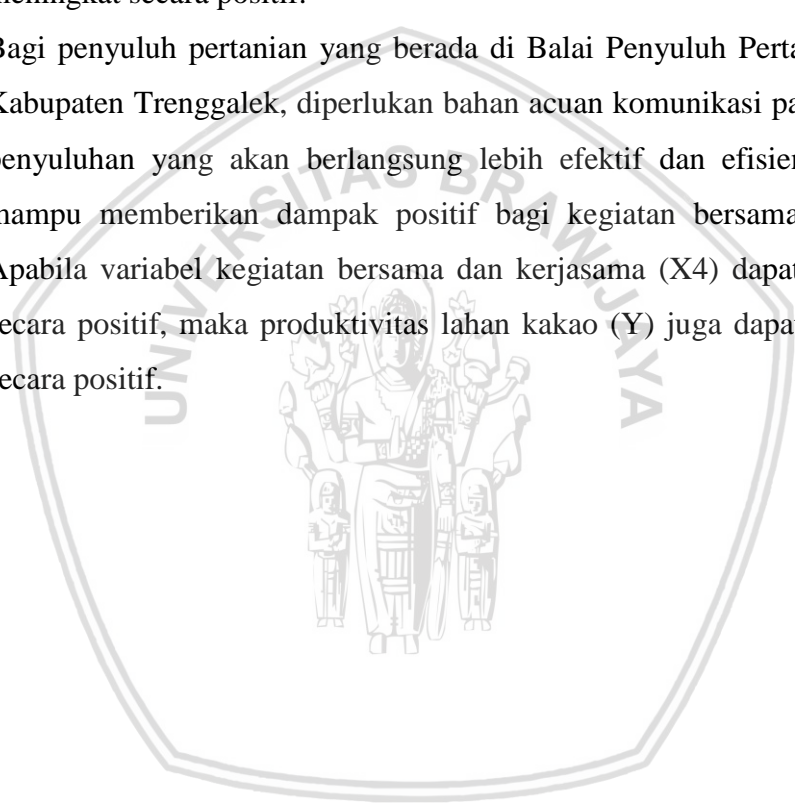 meningkat secara positif.
Bagi penyuluh pertanian yang berada di Balai Penyuluh Perta
Kabupaten Trenggalek, diperlukan bahan acuan komunikasi pa
penyuluhan yang akan berlangsung lebih efektif dan efisien
mampu memberikan dampak positif bagi kegiatan bersama
Apabila variabel kegiatan bersama dan kerjasama (X4) dapat
secara positif, maka produktivitas lahan kakao (Y) juga dapat
secara positif.
UNIVERSITAS BRAWIJAYA